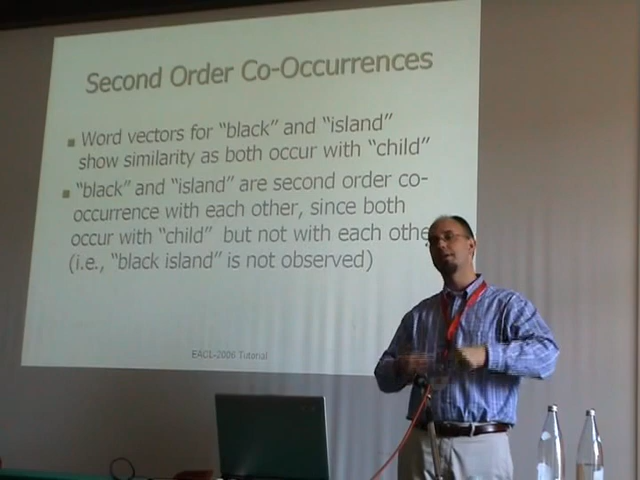 Second Order Co-Occurrences
Word vectors for "black" and "island"
show similarity as both occur with "child"
"black" and "island" are second order co-
occurrence with each other, since both
occur with "child" but not with each othe
(i.e., "black island" is not observed)
EACL-2006 Tutorial